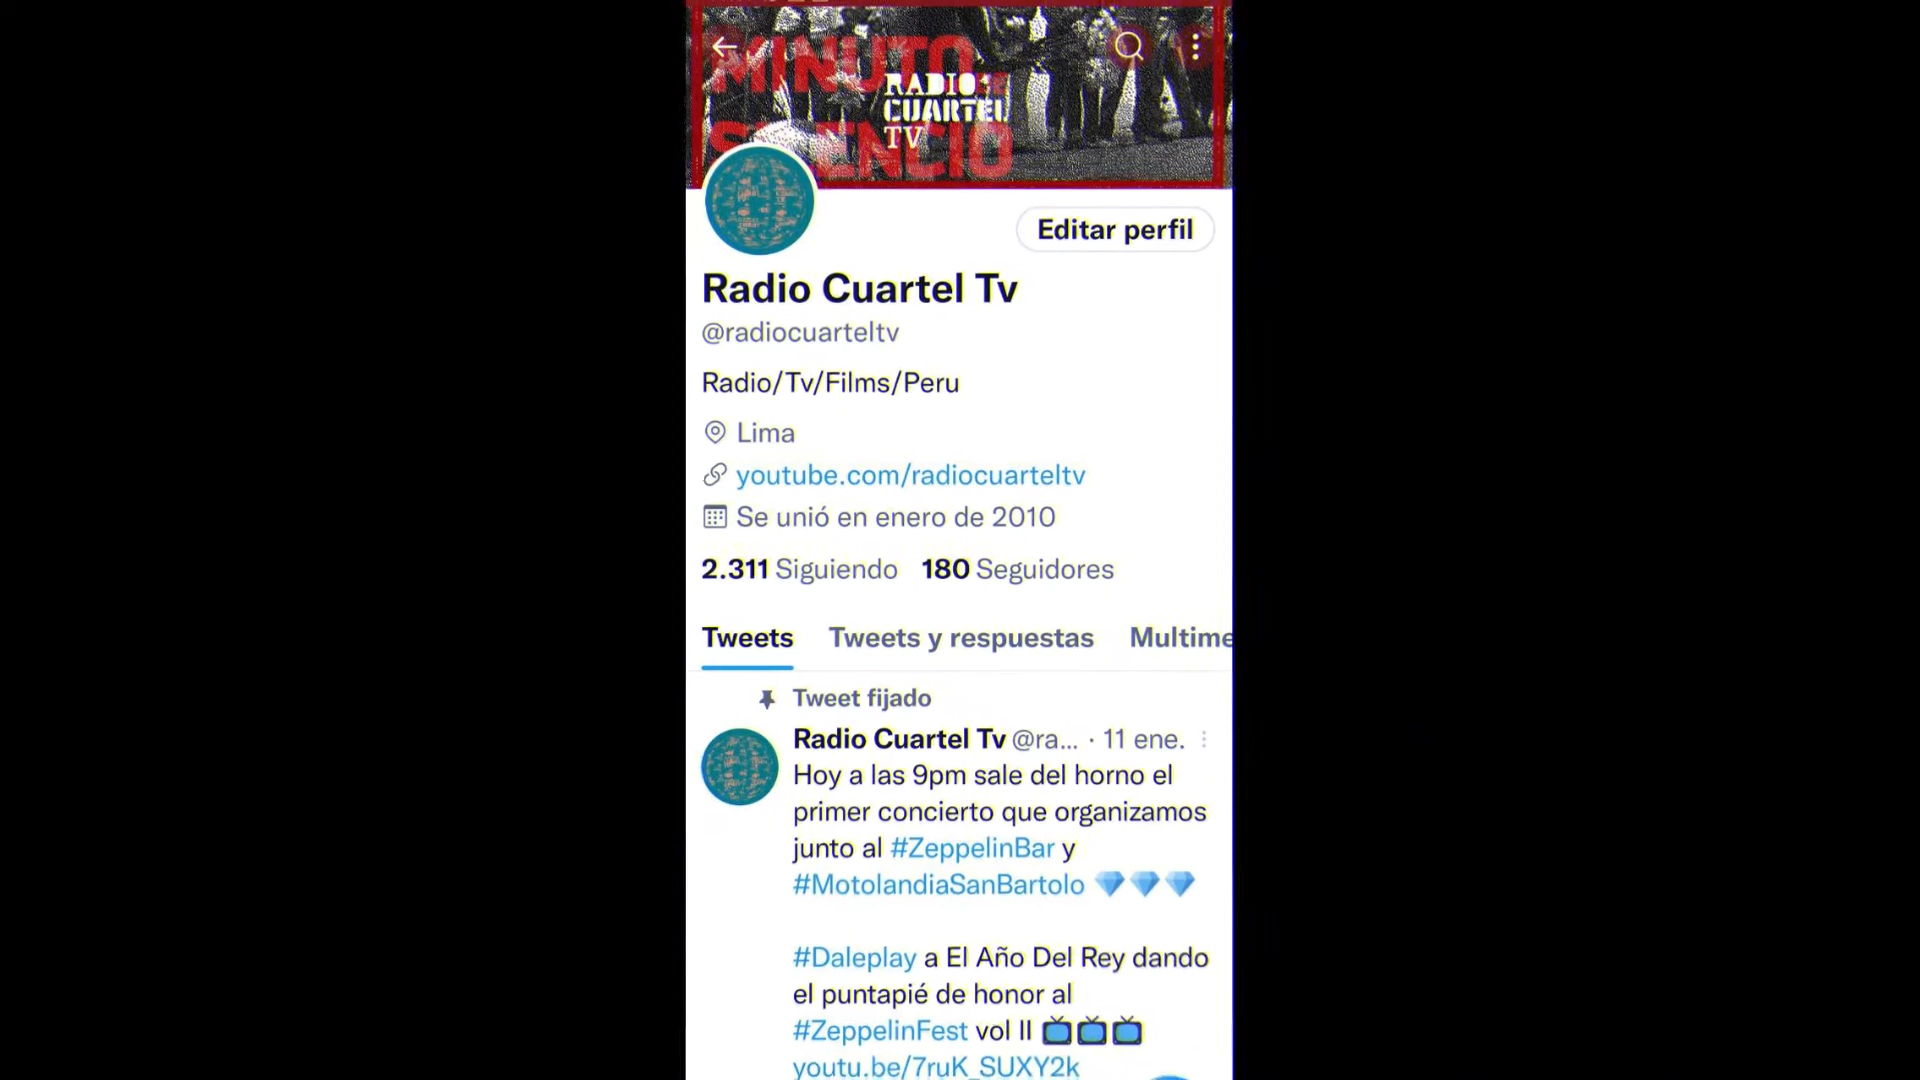 MINUTO DE
SILENCIO
RADIO
CUARTEL
TV
Editar perfil
Radio Cuartel Tv
@radiocuarteltv
Radio/Tv/Films/Peru
Lima
youtube.com/radiocuarteltv
Se unió en enero de 2010
2.311 Siguiendo 180 Seguidores
Tweets Tweets y respuestas Multime
Tweet fijado
Radio Cuartel Tv @ra... · 11 ene.
Hoy a las 9pm sale del horno el
primer concierto que organizamos
junto al #ZeppelinBar y
#MotolandiaSanBartolo 💎💎💎
#Daleplay a El Año Del Rey dando
el puntapié de honor al
#ZeppelinFest vol II 📺📺📺
youtu.be/7ruK_SUXY2k